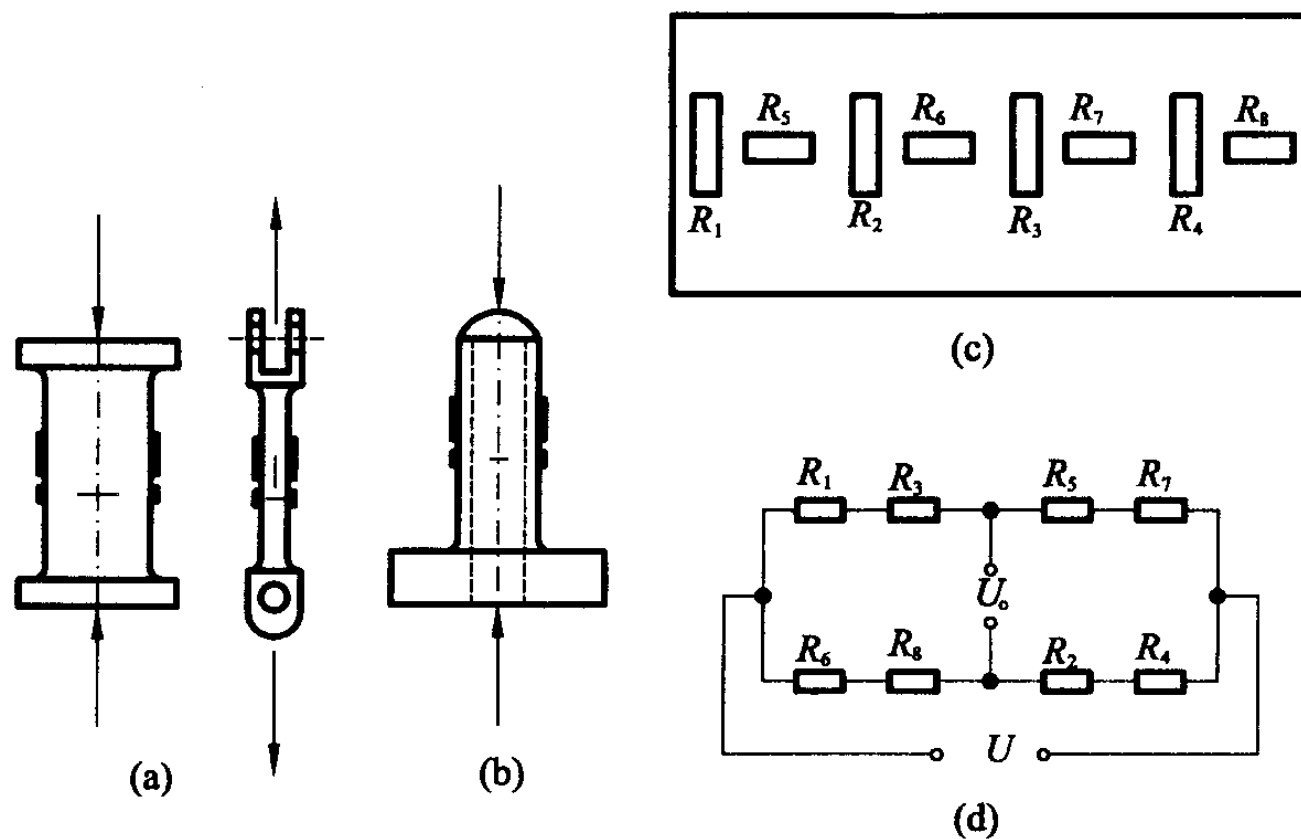 R₅ R₆ R₇ R₈
R₁ R₂ R₃ R₄
(c)
R₁ R₃ R₅ R₇
Uₒ
R₆ R₈ R₂ R₄
U
(a)
(b)
(d)